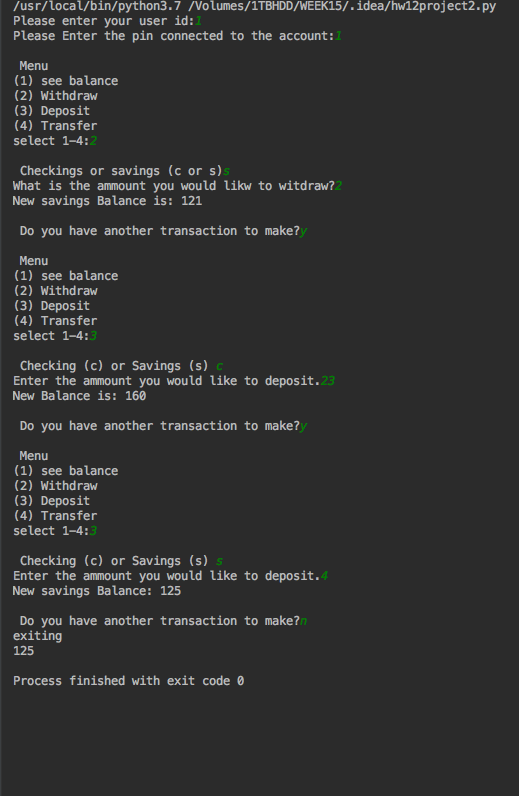 /usr/local/bin/python3.7 /Volumes/1TBHDD/WEEK15/.idea/hw12project2.py
Please enter your user id:1
Please Enter the pin connected to the account:1
Menu
(1) see balance
(2) Withdraw
(3) Deposit
(4) Transfer
select 1-4:2
Checkings or savings (c or s)s
What is the ammount you would likw to witdraw?2
New savings Balance is: 121
Do you have another transaction to make?y
Menu
(1) see balance
(2) Withdraw
(3) Deposit
(4) Transfer
select 1-4:3
Checking (c) or Savings (s) c
Enter the ammount you would like to deposit.23
New Balance is: 160
Do you have another transaction to make?y
Menu
(1) see balance
(2) Withdraw
(3) Deposit
(4) Transfer
select 1-4:3
Checking (c) or Savings (s) s
Enter the ammount you would like to deposit.4
New savings Balance: 125
Do you have another transaction to make?n
exiting
125
Process finished with exit code 0